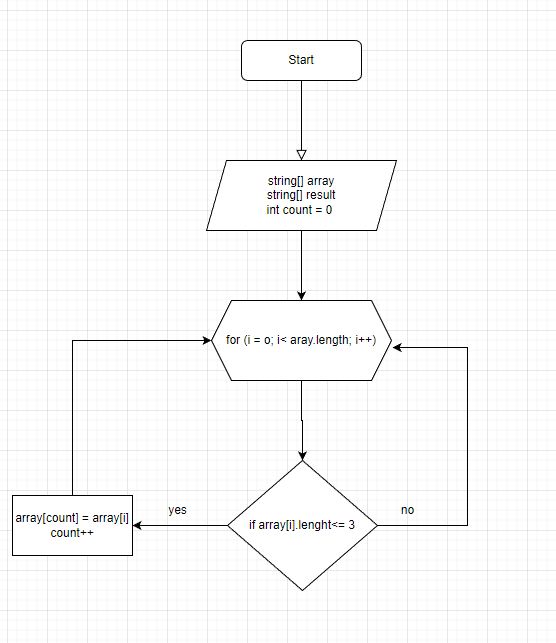 Start
string[] array
string[] result
int count = 0
for (i = o; i< aray.length; i++)
if array[i].lenght<= 3
yes
no
array[count] = array[i]
count++